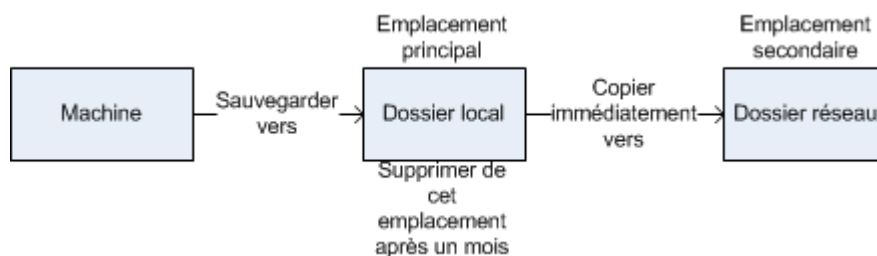 Machine
Sauvegarder
vers
Emplacement
principal
Dossier local
Supprimer de
cet
emplacement
après un mois
Copier
immédiatement
vers
Emplacement
secondaire
Dossier réseau